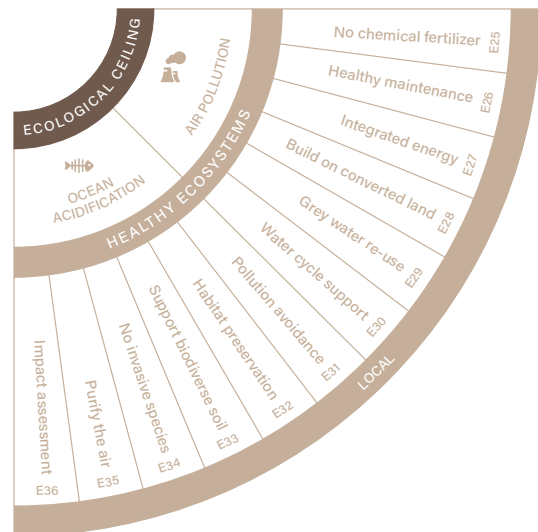 ECOLOGICAL CEILING
AIR POLLUTION
OCEAN
ACIDIFICATION
HEALTHY ECOSYSTEMS
No chemical fertilizer E25
Healthy maintenance E26
Integrated energy E27
Build on converted land E28
Grey water re-use E29
Water cycle support E30
Pollution avoidance E31
Habitat preservation E32
Support biodiverse soil E33
No invasive species E34
Purify the air E35
Impact assessment E36
LOCAL